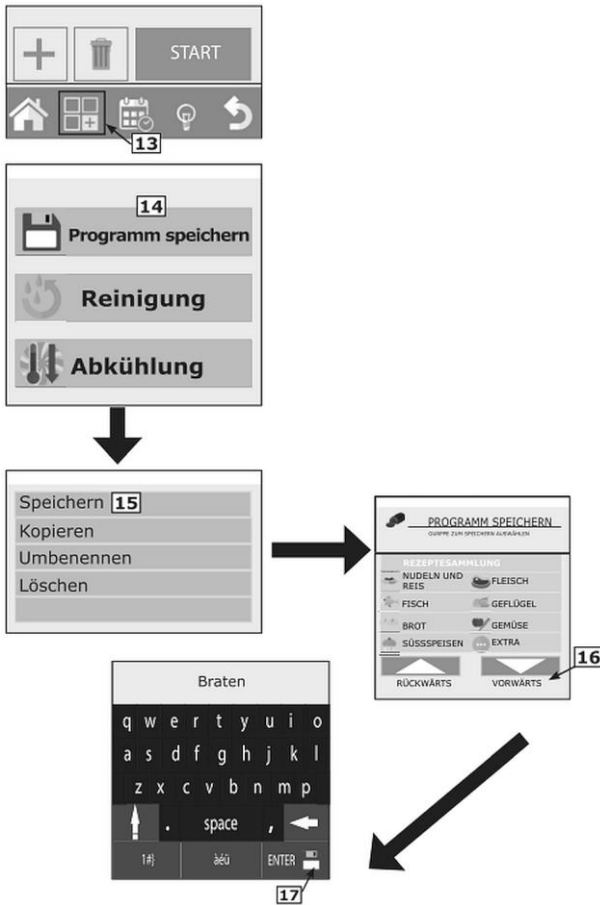 START
13
14
Programm speichern
Reinigung
Abkühlung
Speichern 15
Kopieren
Umbenennen
Löschen
PROGRAMM SPEICHERN
GURPPE ZUM SPEICHERN AUSWÄHLEN
REZEPTESAMMLUNG
NUDELN UND
REIS
FLEISCH
FISCH
GEFLÜGEL
BROT
GEMÜSE
SÜSSSPEISEN
EXTRA
16
RÜCKWÄRTS
VORWÄRTS
Braten
q w e r t y u i o
a s d f g h j k l
z x c v b n m p
. space ,
1#} àéü ENTER
17